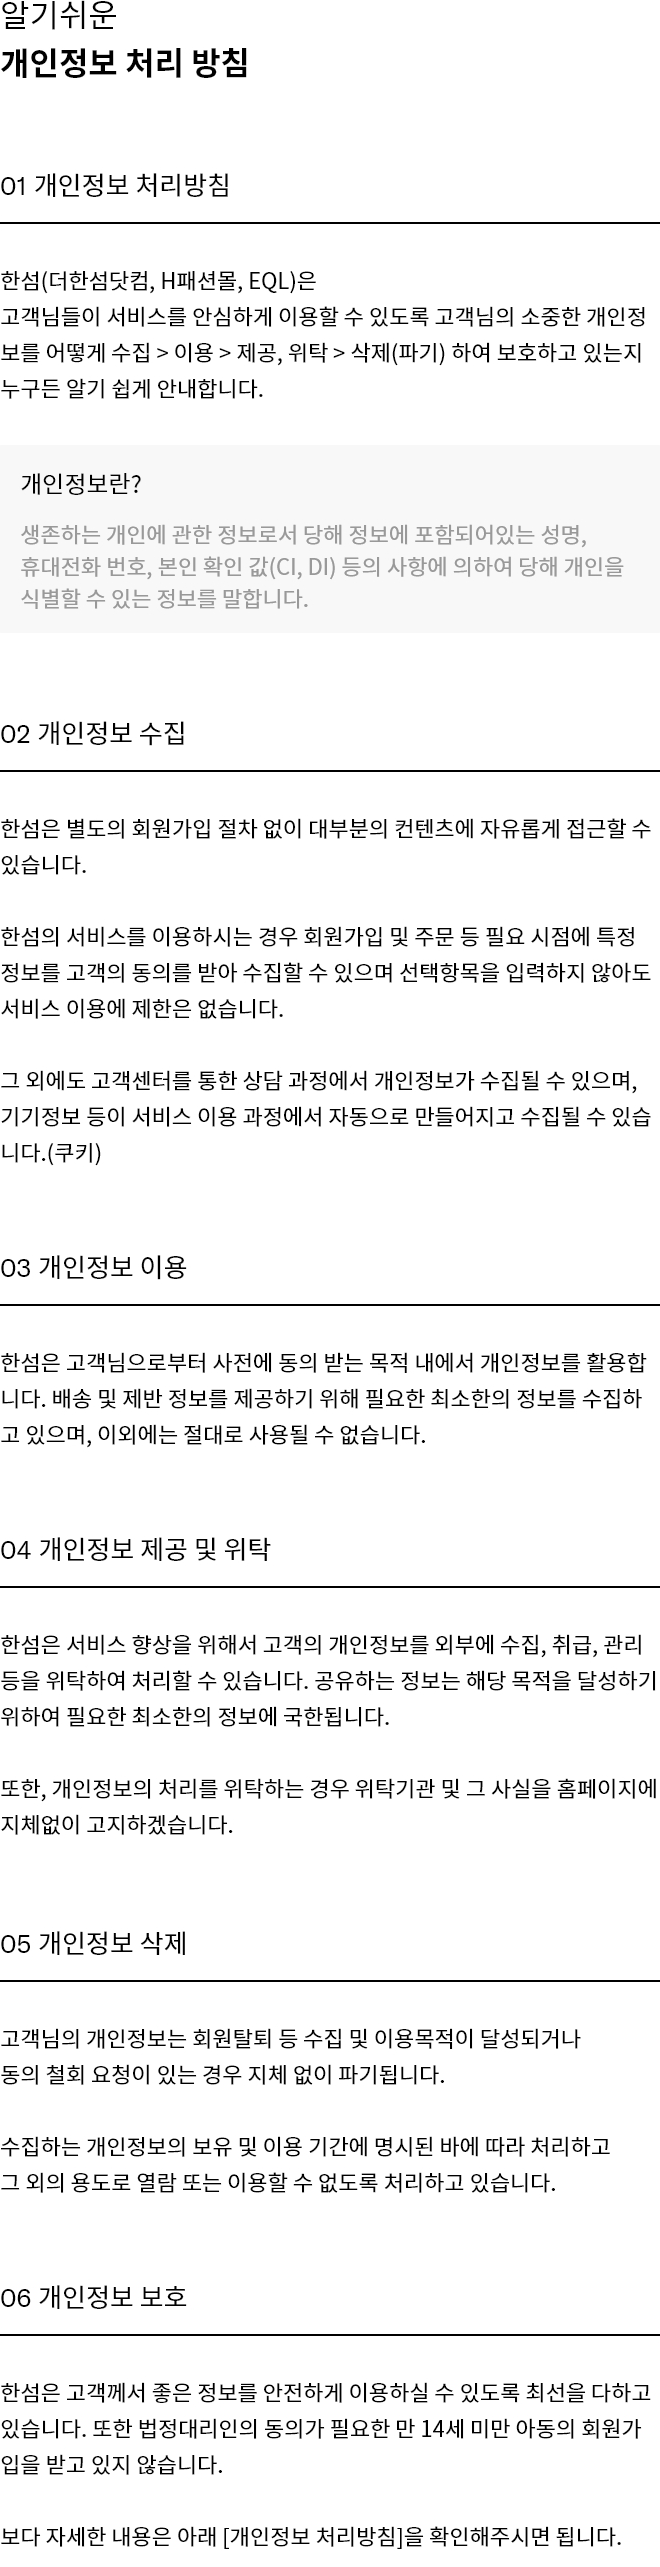 알기쉬운
개인정보 처리 방침
01 개인정보 처리방침
한섬(더한섬닷컴, H패션몰, EQL)은
고객님들이 서비스를 안심하게 이용할 수 있도록 고객님의 소중한 개인정
보를 어떻게 수집 > 이용 > 제공, 위탁 > 삭제(파기) 하여 보호하고 있는지
누구든 알기 쉽게 안내합니다.
개인정보란?
생존하는 개인에 관한 정보로서 당해 정보에 포함되어있는 성명,
휴대전화 번호, 본인 확인 값(CI, DI) 등의 사항에 의하여 당해 개인을
식별할 수 있는 정보를 말합니다.
02 개인정보 수집
한섬은 별도의 회원가입 절차 없이 대부분의 컨텐츠에 자유롭게 접근할 수
있습니다.
한섬의 서비스를 이용하시는 경우 회원가입 및 주문 등 필요 시점에 특정
정보를 고객의 동의를 받아 수집할 수 있으며 선택항목을 입력하지 않아도
서비스 이용에 제한은 없습니다.
그 외에도 고객센터를 통한 상담 과정에서 개인정보가 수집될 수 있으며,
기기정보 등이 서비스 이용 과정에서 자동으로 만들어지고 수집될 수 있습
니다.(쿠키)
03 개인정보 이용
한섬은 고객님으로부터 사전에 동의 받는 목적 내에서 개인정보를 활용합
니다. 배송 및 제반 정보를 제공하기 위해 필요한 최소한의 정보를 수집하
고 있으며, 이외에는 절대로 사용될 수 없습니다.
04 개인정보 제공 및 위탁
한섬은 서비스 향상을 위해서 고객의 개인정보를 외부에 수집, 취급, 관리
등을 위탁하여 처리할 수 있습니다. 공유하는 정보는 해당 목적을 달성하기
위하여 필요한 최소한의 정보에 국한됩니다.
또한, 개인정보의 처리를 위탁하는 경우 위탁기관 및 그 사실을 홈페이지에
지체없이 고지하겠습니다.
05 개인정보 삭제
고객님의 개인정보는 회원탈퇴 등 수집 및 이용목적이 달성되거나
동의 철회 요청이 있는 경우 지체 없이 파기됩니다.
수집하는 개인정보의 보유 및 이용 기간에 명시된 바에 따라 처리하고
그 외의 용도로 열람 또는 이용할 수 없도록 처리하고 있습니다.
06 개인정보 보호
한섬은 고객께서 좋은 정보를 안전하게 이용하실 수 있도록 최선을 다하고
있습니다. 또한 법정대리인의 동의가 필요한 만 14세 미만 아동의 회원가
입을 받고 있지 않습니다.
보다 자세한 내용은 아래 [개인정보 처리방침]을 확인해주시면 됩니다.